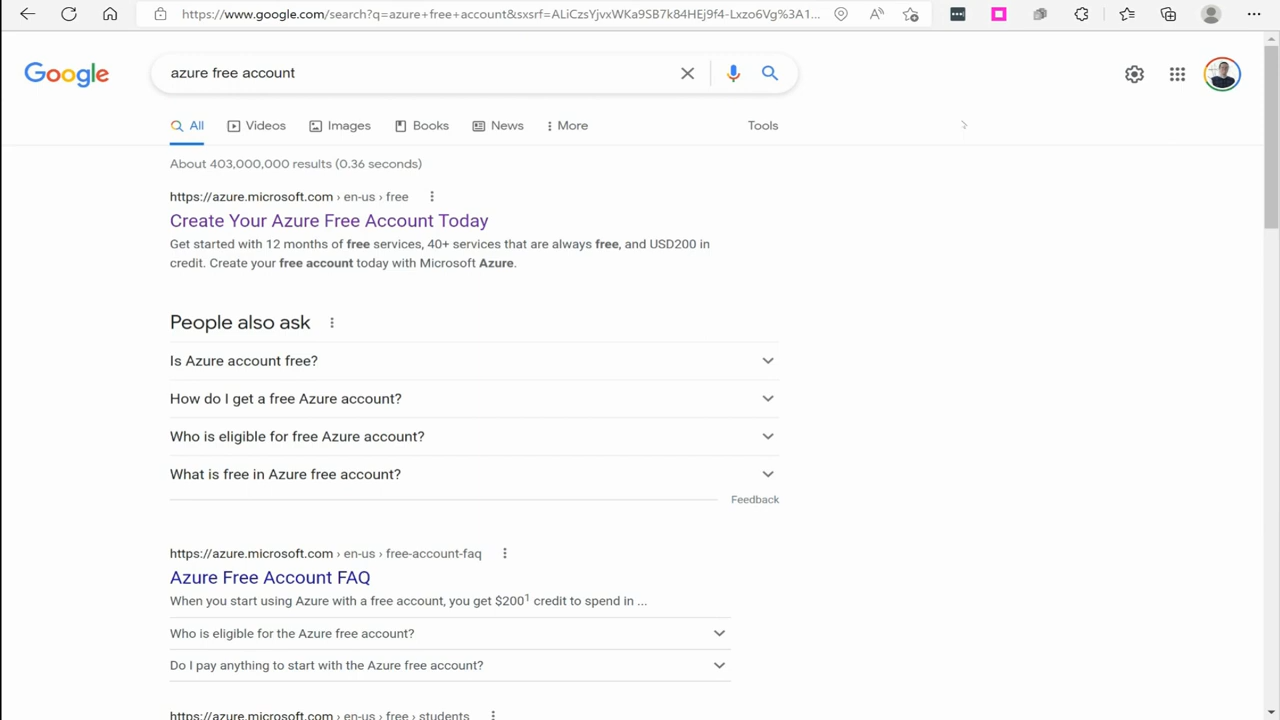 https://www.google.com/search?q=azure+free+account&sxsrf=ALiCzsYjvxWKa9SB7k84HEj9f4-Lxzo6Vg%3A1...
Google
azure free account
All
Videos
Images
Books
News
More
Tools
About 403,000,000 results (0.36 seconds)
https://azure.microsoft.com › en-us › free
Create Your Azure Free Account Today
Get started with 12 months of free services, 40+ services that are always free, and USD200 in
credit. Create your free account today with Microsoft Azure.
People also ask
Is Azure account free?
How do I get a free Azure account?
Who is eligible for free Azure account?
What is free in Azure free account?
Feedback
https://azure.microsoft.com › en-us › free-account-faq
Azure Free Account FAQ
When you start using Azure with a free account, you get $200¹ credit to spend in ...
Who is eligible for the Azure free account?
Do I pay anything to start with the Azure free account?
https://azure.microsoft.com › en-us › free › students